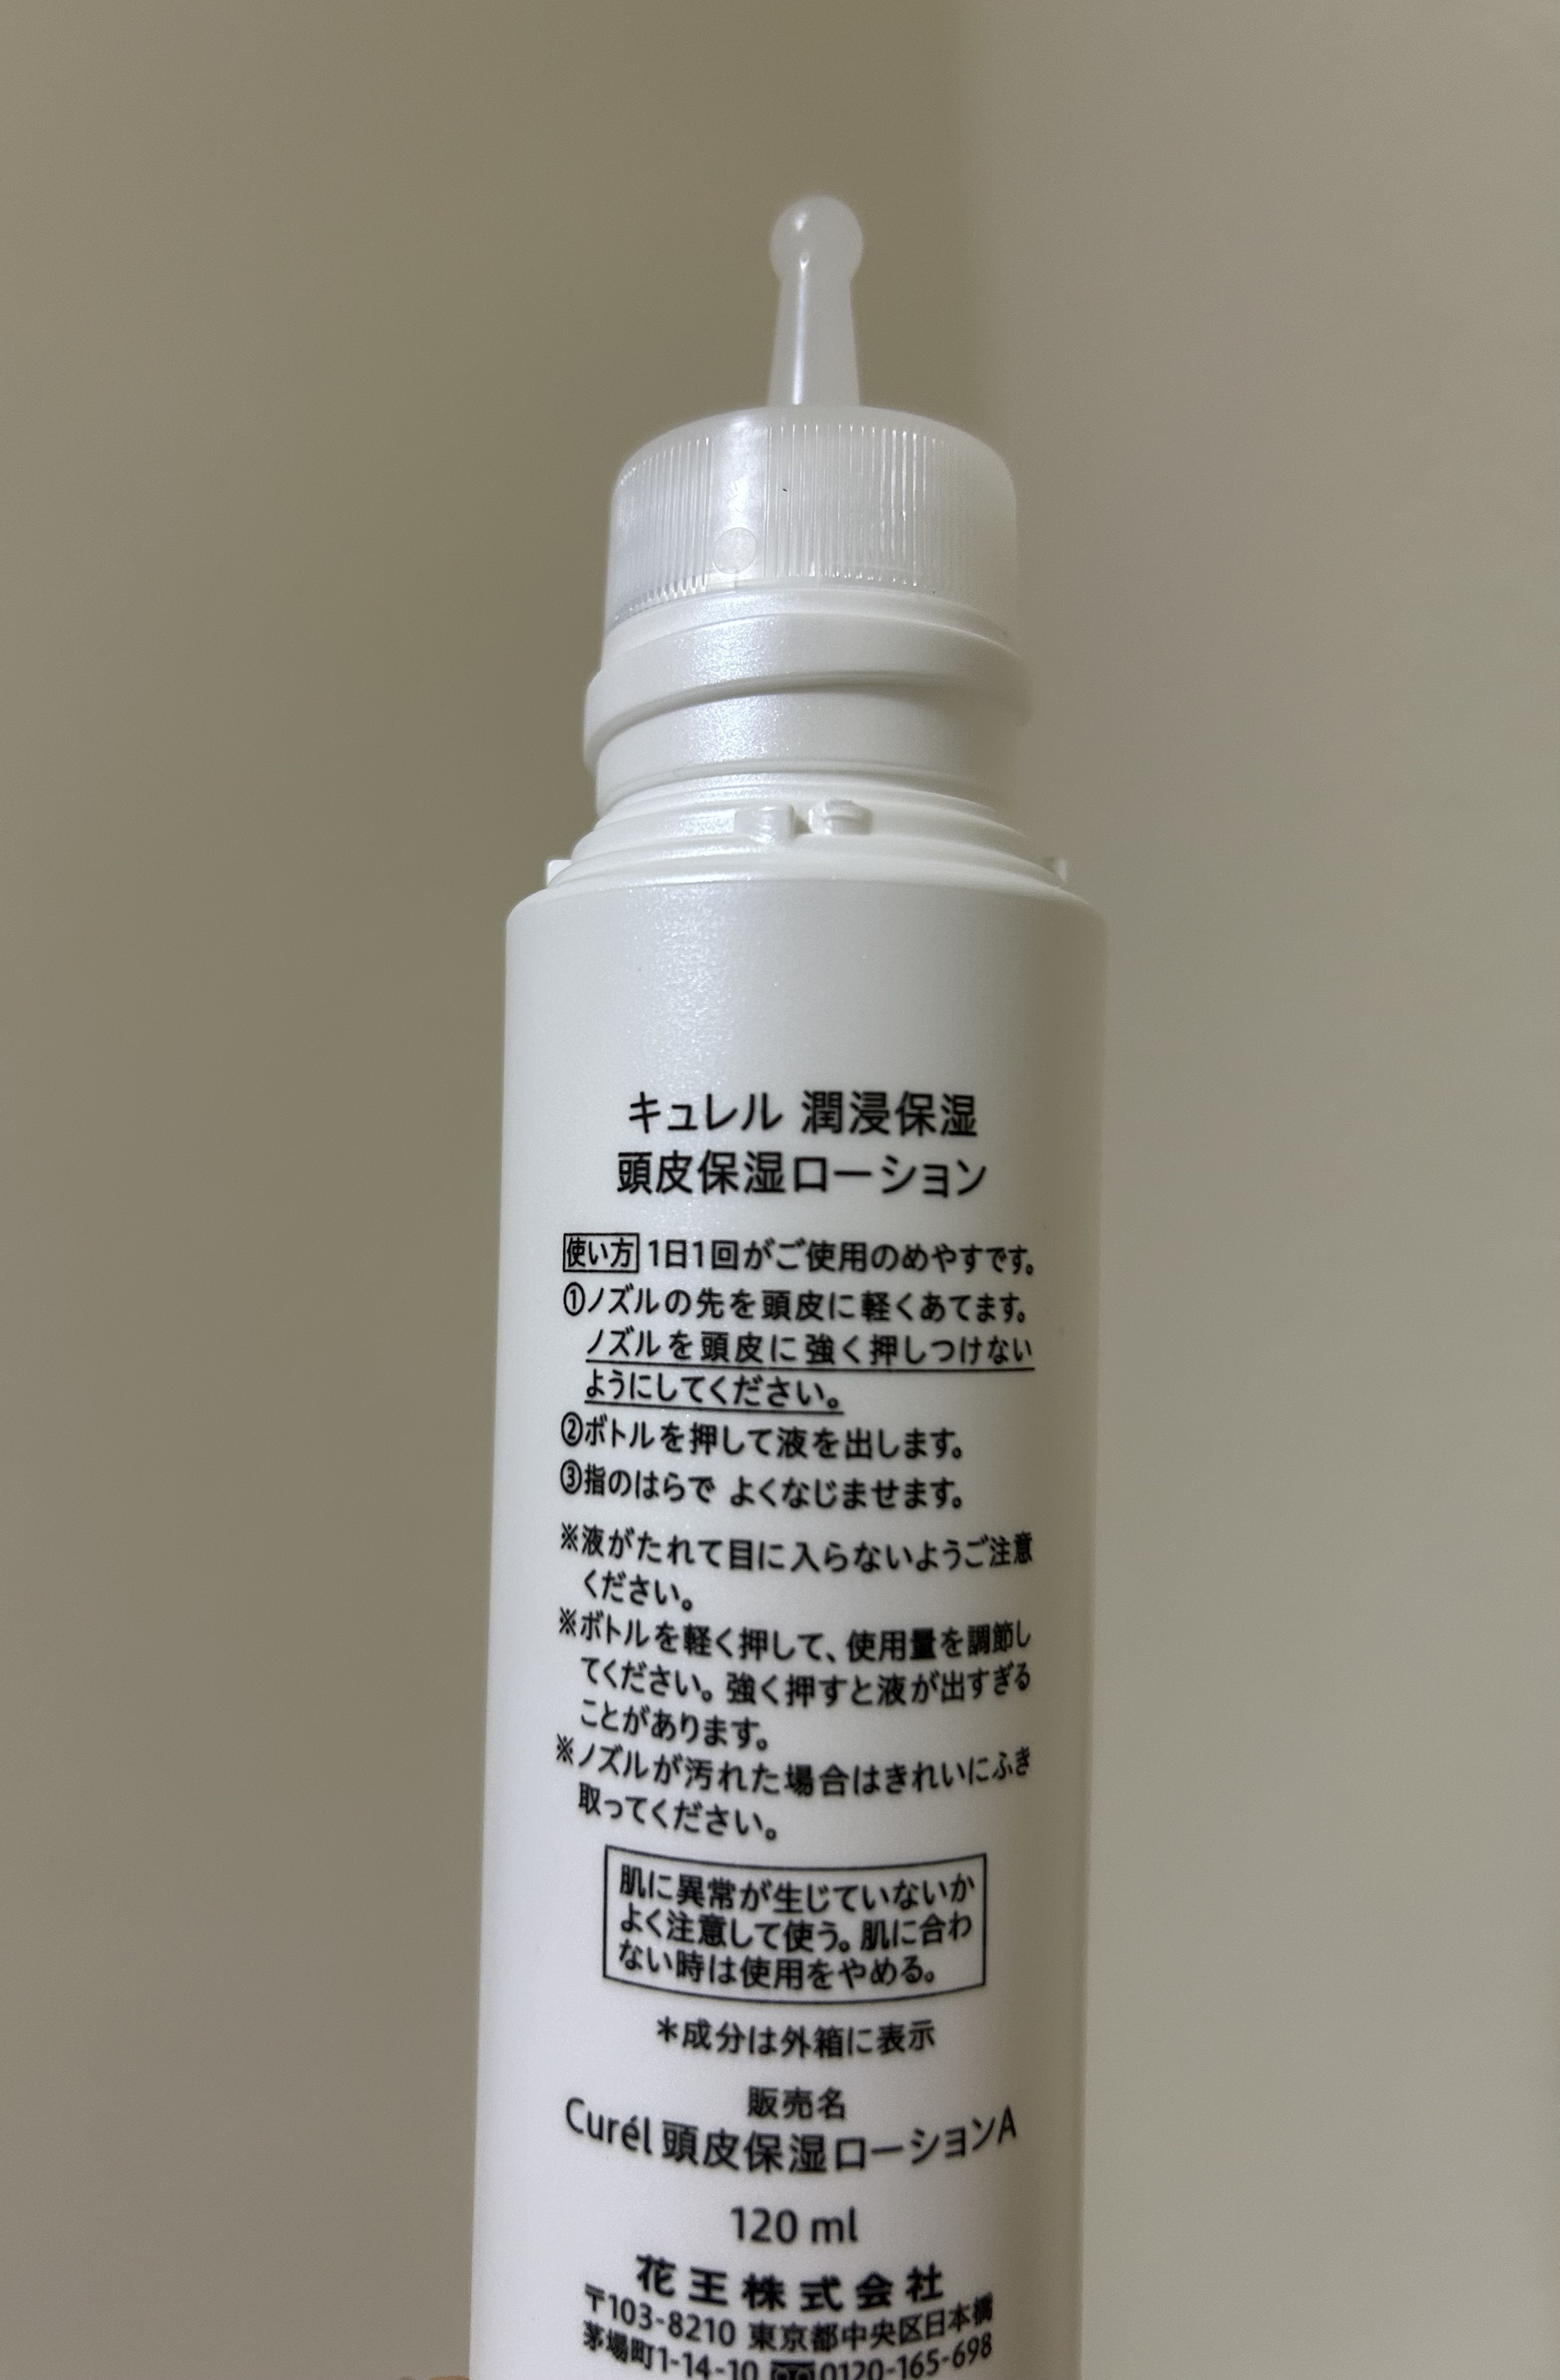 キュレル 潤浸保湿
頭皮保湿ローション
使い方 1日1回がご使用のめやすです。
①ノズルの先を頭皮に軽くあてます。
ノズルを頭皮に強く押しつけない
ようにしてください。
②ボトルを押して液を出します。
③指のはらで よくなじませます。
※液がたれて目に入らないようご注意
ください。
※ボトルを軽く押して、使用量を調節し
てください。強く押すと液が出すぎる
ことがあります。
※ノズルが汚れた場合はきれいにふき
取ってください。
肌に異常が生じていないか
よく注意して使う。肌に合わ
ない時は使用をやめる。
*成分は外箱に表示
販売名
Curél 頭皮保湿ローションA
120 ml
花王株式会社
〒103-8210 東京都中央区日本橋
茅場町1-14-10 0120-165-698